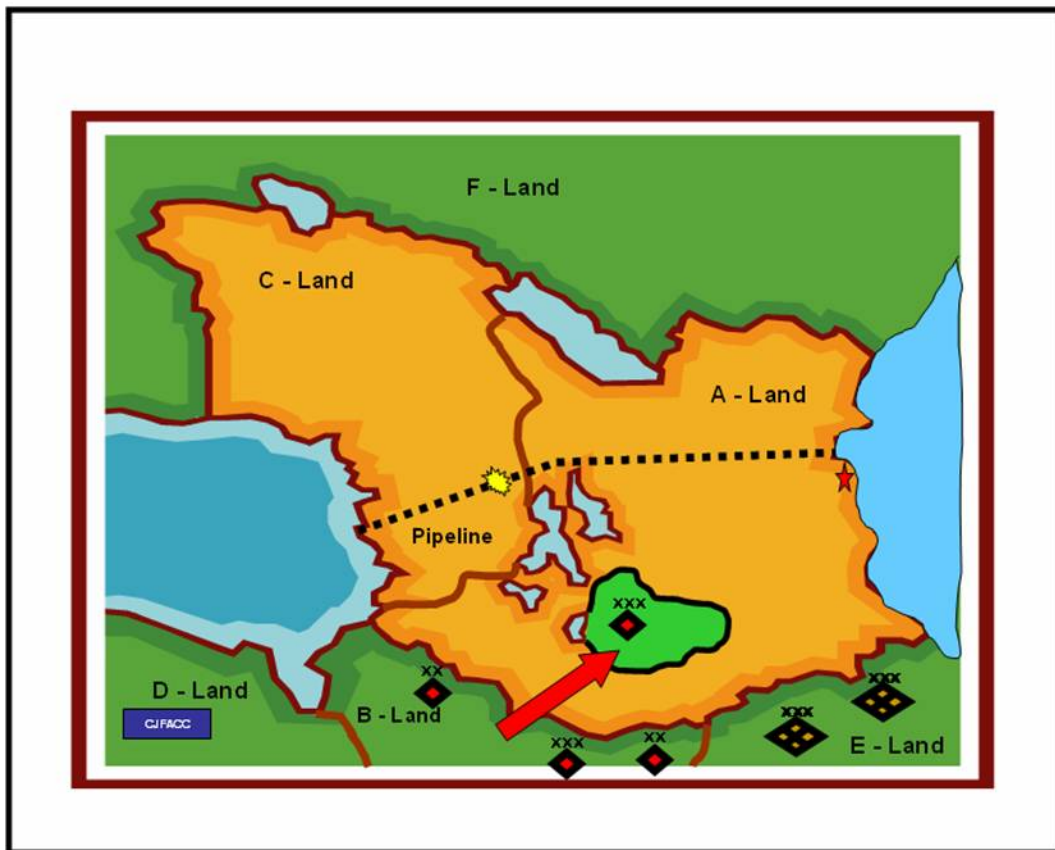 F - Land
C - Land
A - Land
Pipeline
XXX
XX
XXX
D - Land
B - Land
XXX
CJFACC
XXX
XX
E - Land